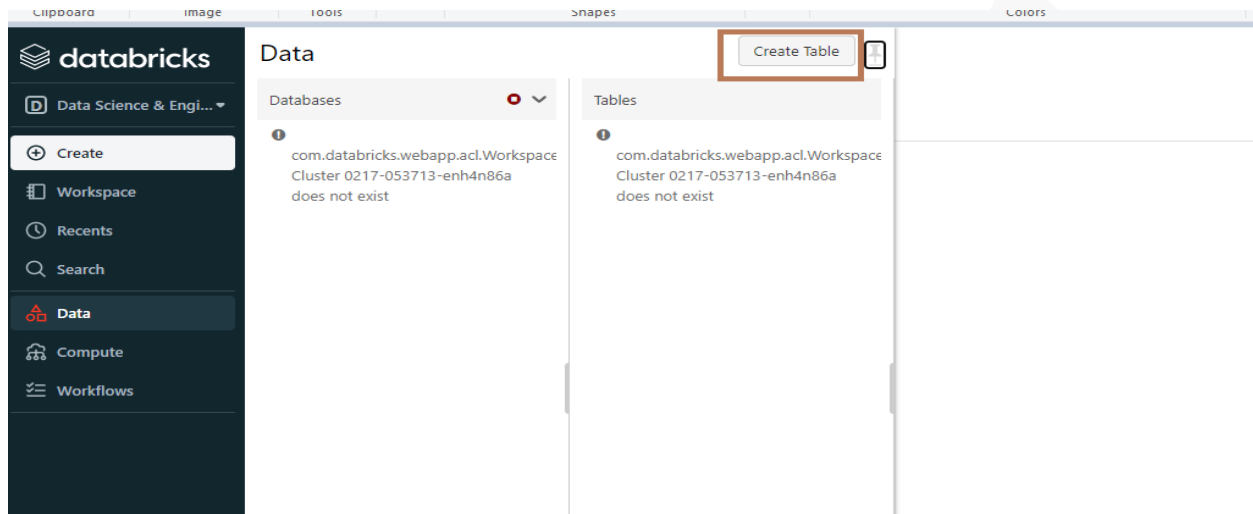 Clipboard Image Tools Shapes Colors
databricks
Data Science & Engi...
Create
Workspace
Recents
Search
Data
Compute
Workflows
Data
Create Table
Databases
com.databricks.webapp.acl.Workspace
Cluster 0217-053713-enh4n86a
does not exist
Tables
com.databricks.webapp.acl.Workspace
Cluster 0217-053713-enh4n86a
does not exist